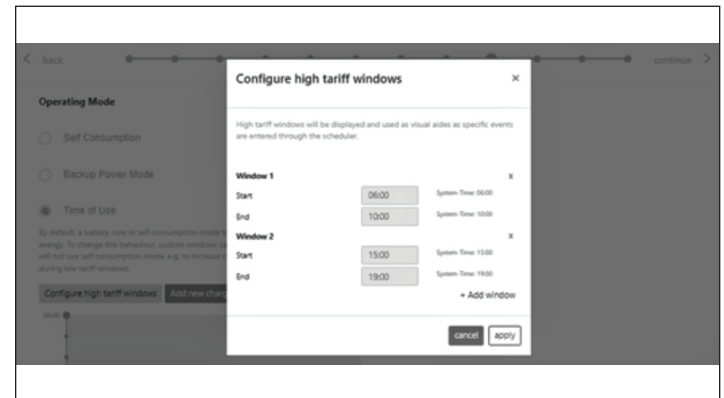 back
continue
Operating Mode
Self Consumption
Backup Power Mode
Time of Use
By default, a battery runs in self consumption mode
energy. To change this behaviour, custom windows
will not use self consumption mode, e.g. to increase
during low tariff windows.
Configure high tariff windows Add new
00:00
Configure high tariff windows ×
High tariff windows will be displayed and used as visual aides as specific events
are entered through the scheduler.
Window 1 x
Start 06:00 System-Time: 06:00
End 10:00 System-Time: 10:00
Window 2 x
Start 15:00 System-Time: 15:00
End 19:00 System-Time: 19:00
+ Add window
cancel apply